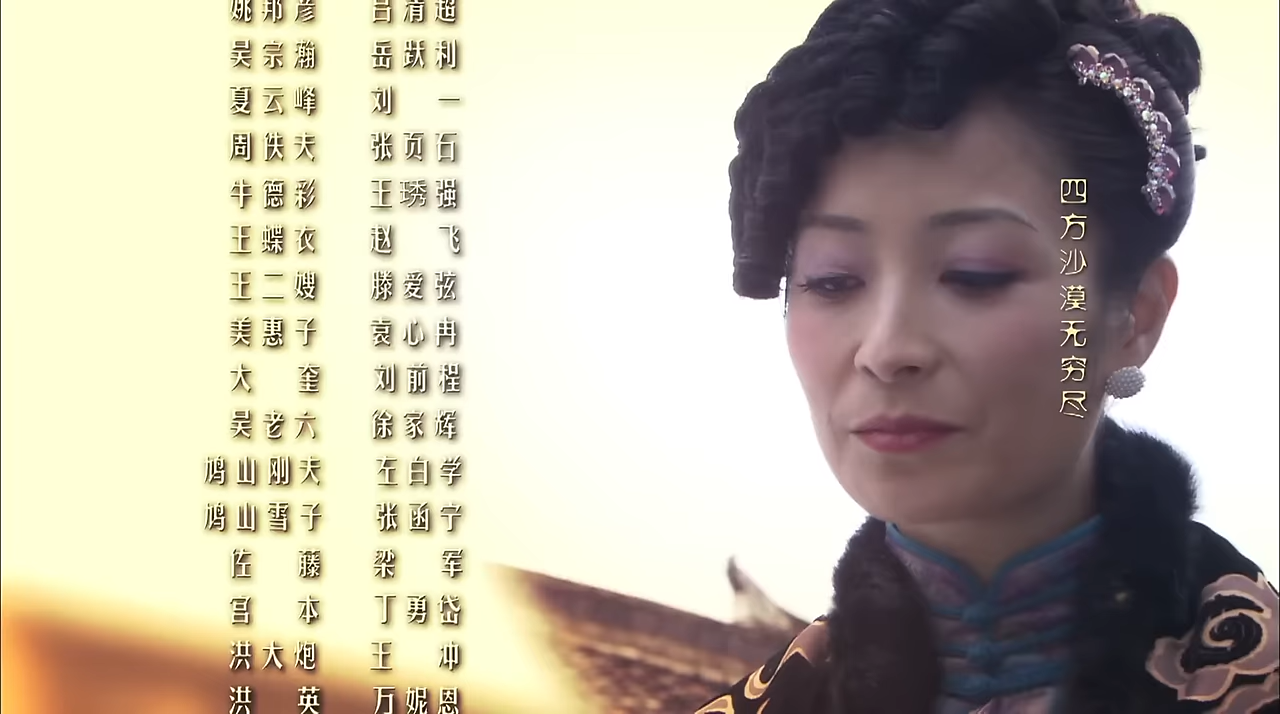 姚邦彦 吕清超
吴宗瀚 岳跃利
夏云峰 刘一
周佚夫 张页石
牛德彩 王琇强
王蝶衣 赵飞
王二嫂 滕爱弦
美惠子 袁心冉
大奎 刘前程
吴老六 徐家辉
鸠山刚夫 左白学
鸠山雪子 张函宁
佐藤 梁军
宫本 丁勇岱
洪大炮 王冲
洪英 万妮恩
四方沙漠无穷尽